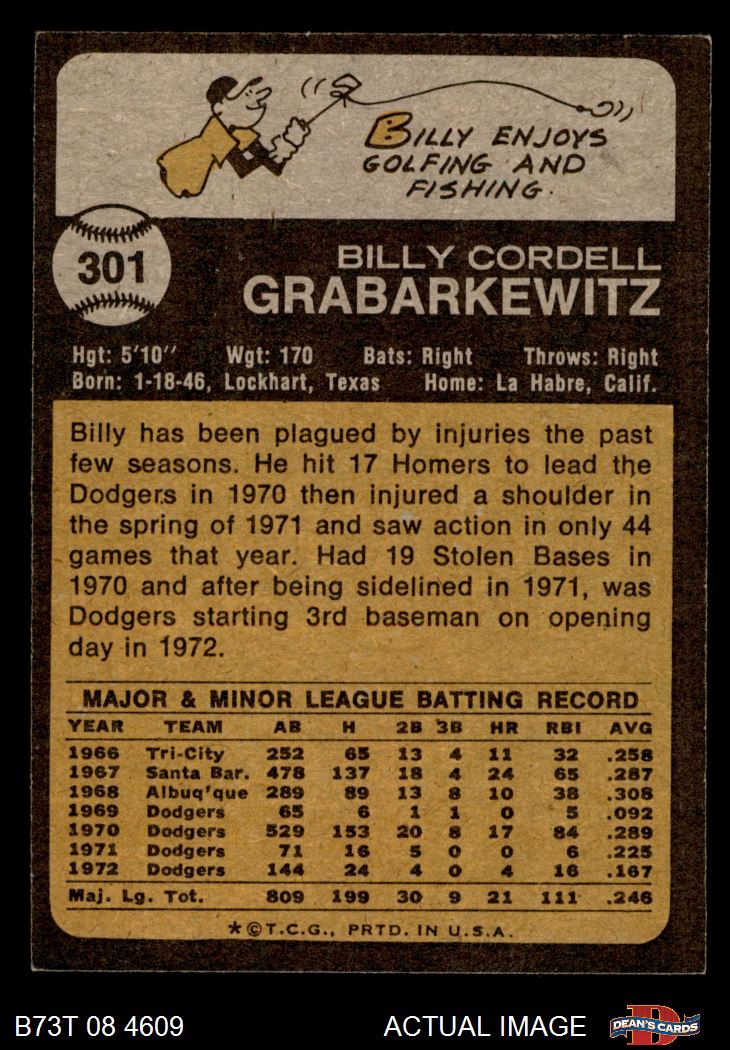 BILLY ENJOYS
GOLFING AND
FISHING.
301
BILLY CORDELL
GRABARKEWITZ
Hgt: 5'10" Wgt: 170 Bats: Right Throws: Right
Born: 1-18-46, Lockhart, Texas Home: La Habre, Calif.
Billy has been plagued by injuries the past
few seasons. He hit 17 Homers to lead the
Dodgers in 1970 then injured a shoulder in
the spring of 1971 and saw action in only 44
games that year. Had 19 Stolen Bases in
1970 and after being sidelined in 1971, was
Dodgers starting 3rd baseman on opening
day in 1972.
MAJOR & MINOR LEAGUE BATTING RECORD
YEAR TEAM AB H 2B 3B HR RBI AVG
1966 Tri-City 252 65 13 4 11 32 .258
1967 Santa Bar. 478 137 18 4 24 65 .287
1968 Albuq'que 289 89 13 8 10 38 .308
1969 Dodgers 65 6 1 1 0 5 .092
1970 Dodgers 529 153 20 8 17 84 .289
1971 Dodgers 71 16 5 0 0 6 .225
1972 Dodgers 144 24 4 0 4 16 .167
Maj. Lg. Tot. 809 199 30 9 21 111 .246
*©T.C.G., PRTD. IN U.S.A.
B73T 08 4609 ACTUAL IMAGE DEAN'S CARDS